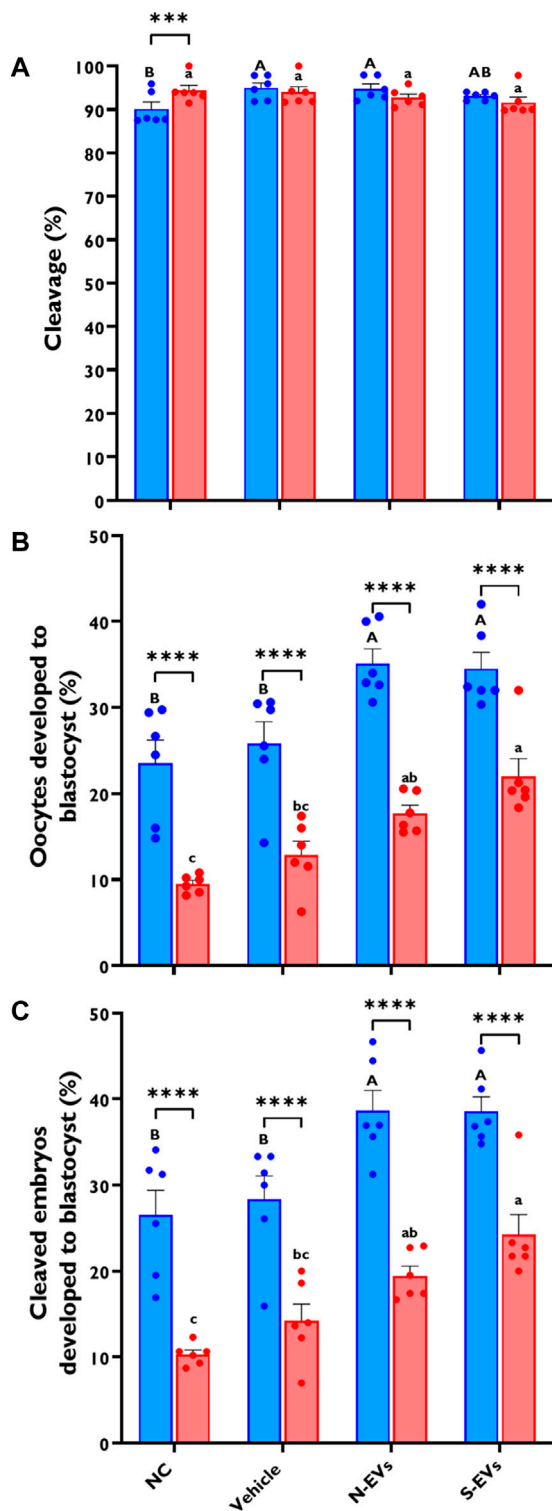 A
***
B a A a A a AB a
Cleavage (%)
100
90
80
70
60
50
40
30
20
10
0
B
**** **** **** ****
B c B bc A ab A a
Oocytes developed to
blastocyst (%)
50
40
30
20
10
0
C
**** **** **** ****
B c B bc A ab A a
Cleaved embryos
developed to blastocyst (%)
50
40
30
20
10
0
NC Vehicle N-EVs S-EVs